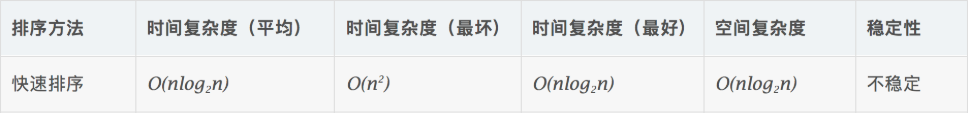 排序方法 时间复杂度（平均） 时间复杂度（最坏） 时间复杂度（最好） 空间复杂度 稳定性
快速排序 O(nlog₂n) O(n²) O(nlog₂n) O(nlog₂n) 不稳定